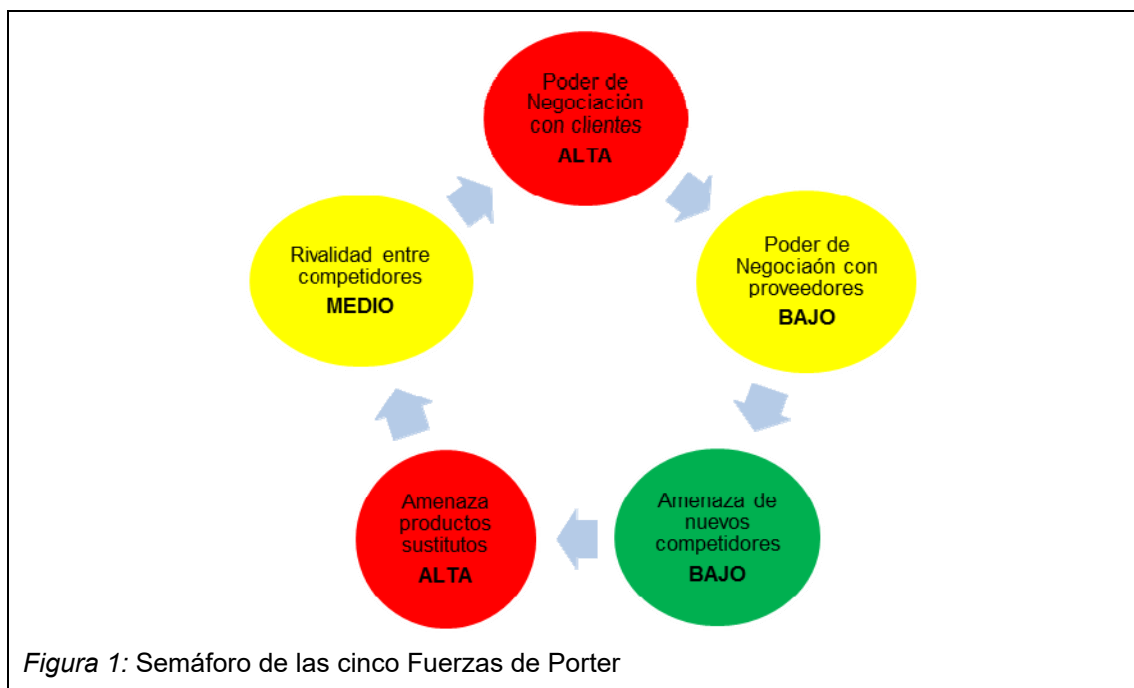 Poder de
Negociación
con clientes
ALTA
Poder de
Negociaón con
proveedores
BAJO
Amenaza de
nuevos
competidores
BAJO
Amenaza
productos
sustitutos
ALTA
Rivalidad entre
competidores
MEDIO
Figura 1: Semáforo de las cinco Fuerzas de Porter